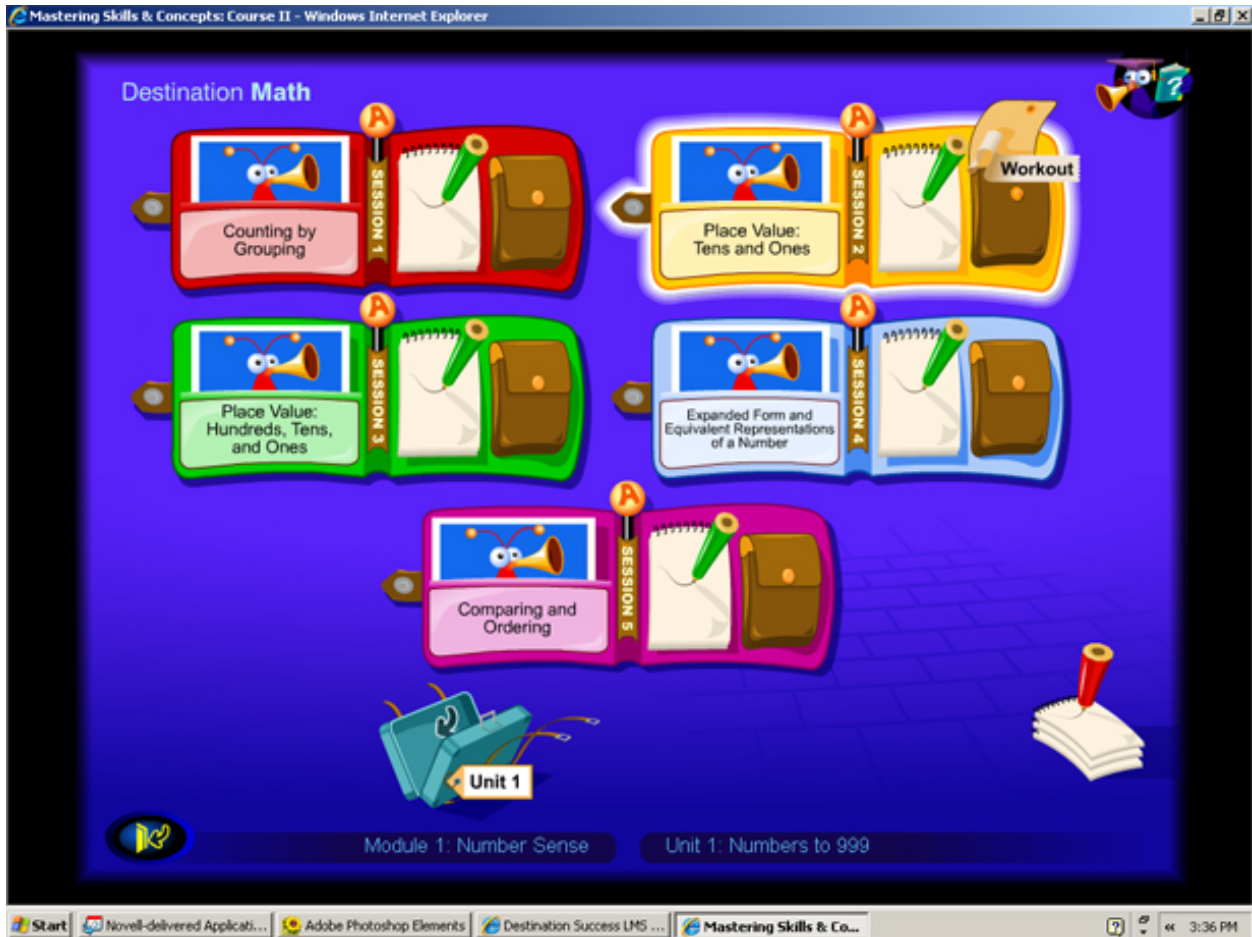 Mastering Skills & Concepts: Course II - Windows Internet Explorer
Destination Math
A
SESSION 1
Counting by
Grouping
A
SESSION 2
Place Value:
Tens and Ones
Workout
?
A
SESSION 3
Place Value:
Hundreds, Tens,
and Ones
A
SESSION 4
Expanded Form and
Equivalent Representations
of a Number
A
SESSION 5
Comparing and
Ordering
Unit 1
Module 1: Number Sense
Unit 1: Numbers to 999
Start
Novell-delivered Applicati...
Adobe Photoshop Elements
Destination Success LMS ...
Mastering Skills & Co...
?
«
3:36 PM